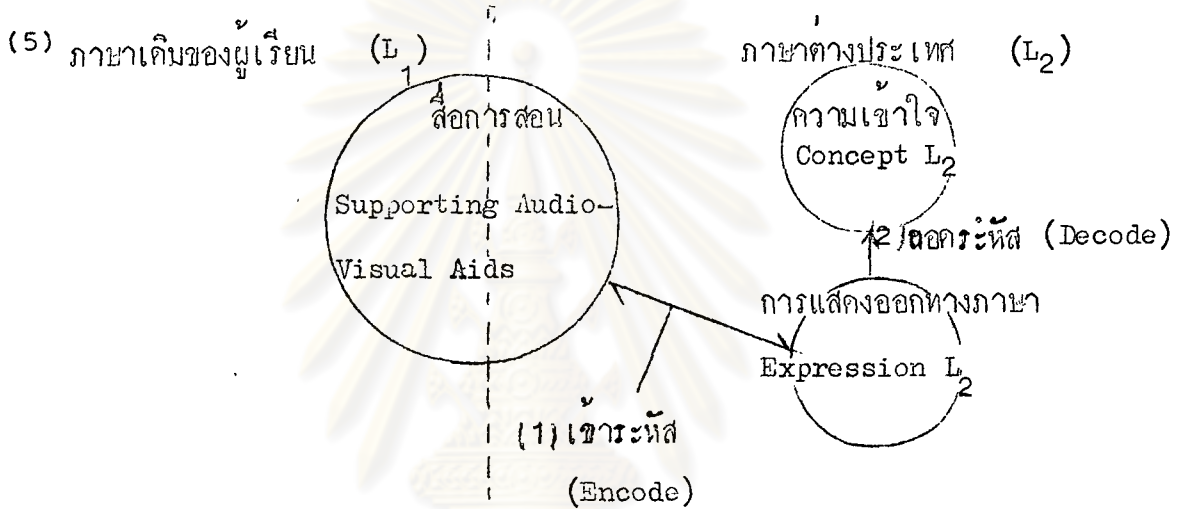 (5) ภาษาเดิมของผู้เรียน (L1)
ภาษาต่างประเทศ (L2)
สื่อการสอน
Supporting Audio-
Visual Aids
ความเข้าใจ
Concept L2
2) ถอดระหัส (Decode)
การแสดงออกทางภาษา
Expression L2
(1) เข้าระหัส
(Encode)